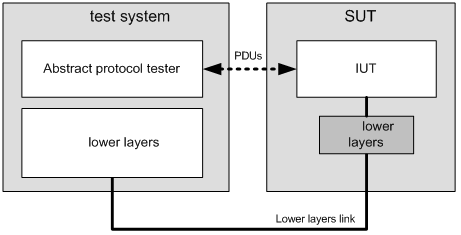 test system
SUT
Abstract protocol tester
PDUs
IUT
lower layers
lower
layers
Lower layers link